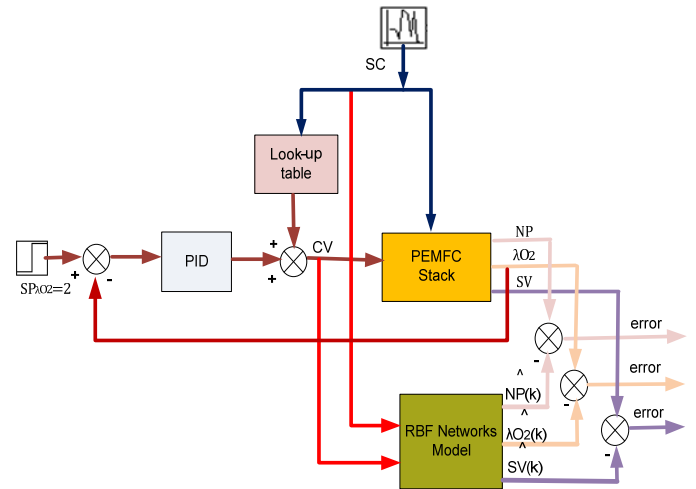 SC
Look-up
table
+
+
CV
PID
+
-
SPλO2=2
PEMFC
Stack
NP
λO2
SV
error
-
^
NP(k)
error
-
^
λO2(k)
error
-
^
SV(k)
RBF Networks
Model